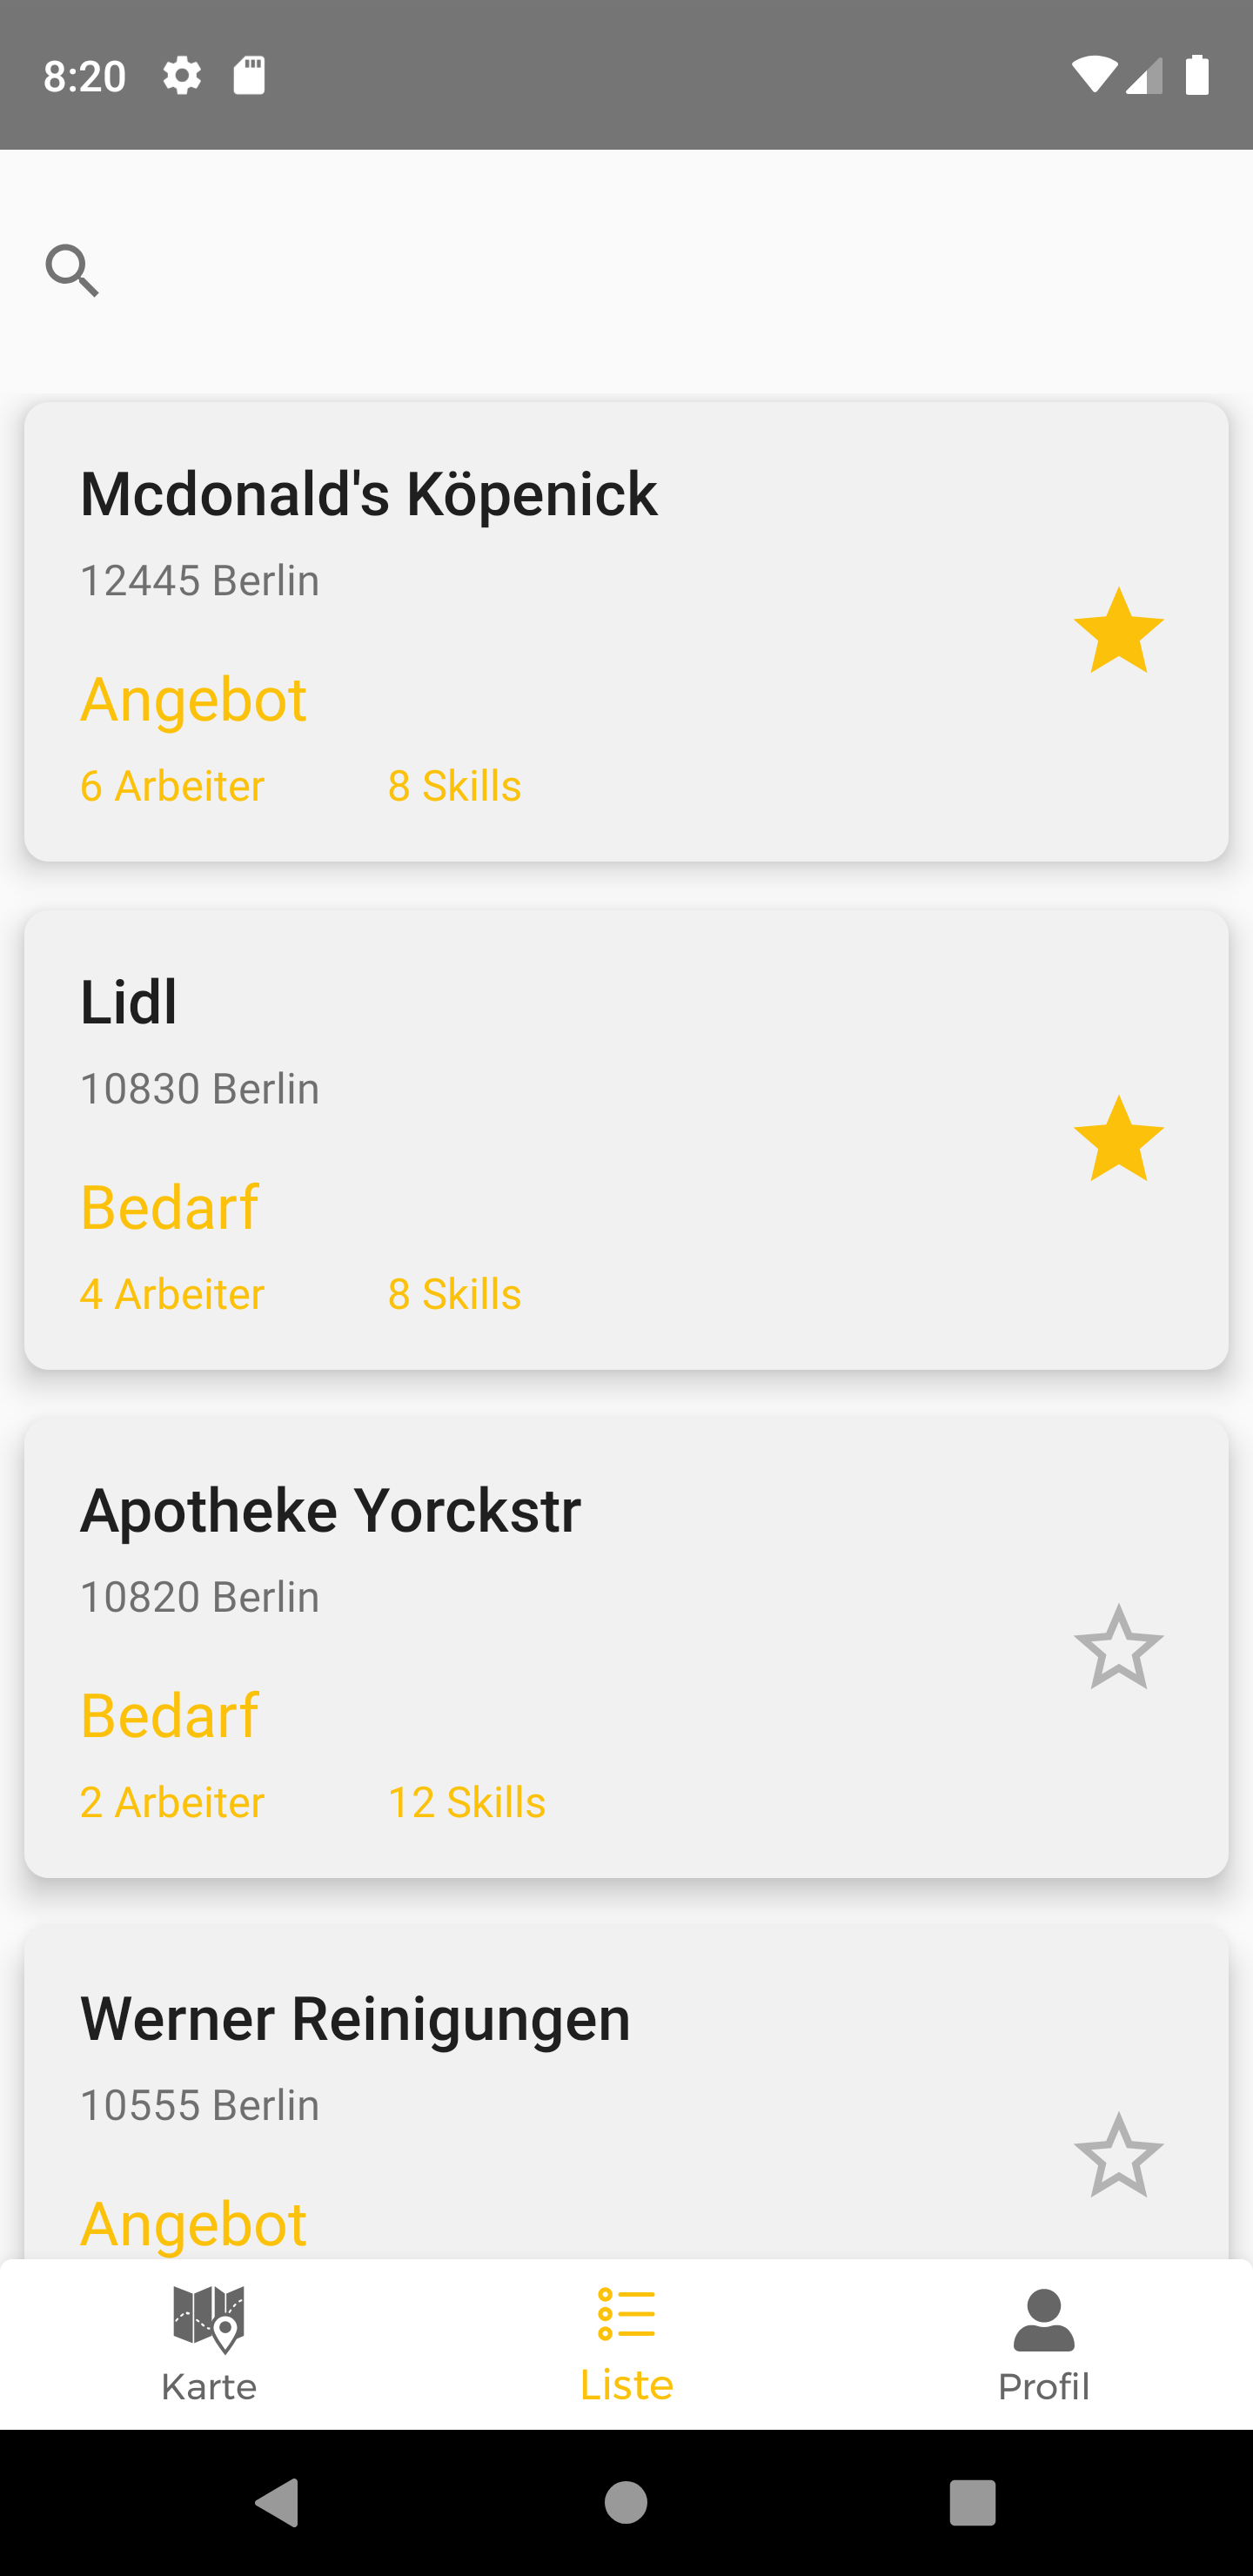 8:20
Mcdonald's Köpenick
12445 Berlin
Angebot
6 Arbeiter 8 Skills
Lidl
10830 Berlin
Bedarf
4 Arbeiter 8 Skills
Apotheke Yorckstr
10820 Berlin
Bedarf
2 Arbeiter 12 Skills
Werner Reinigungen
10555 Berlin
Angebot
Karte Liste Profil